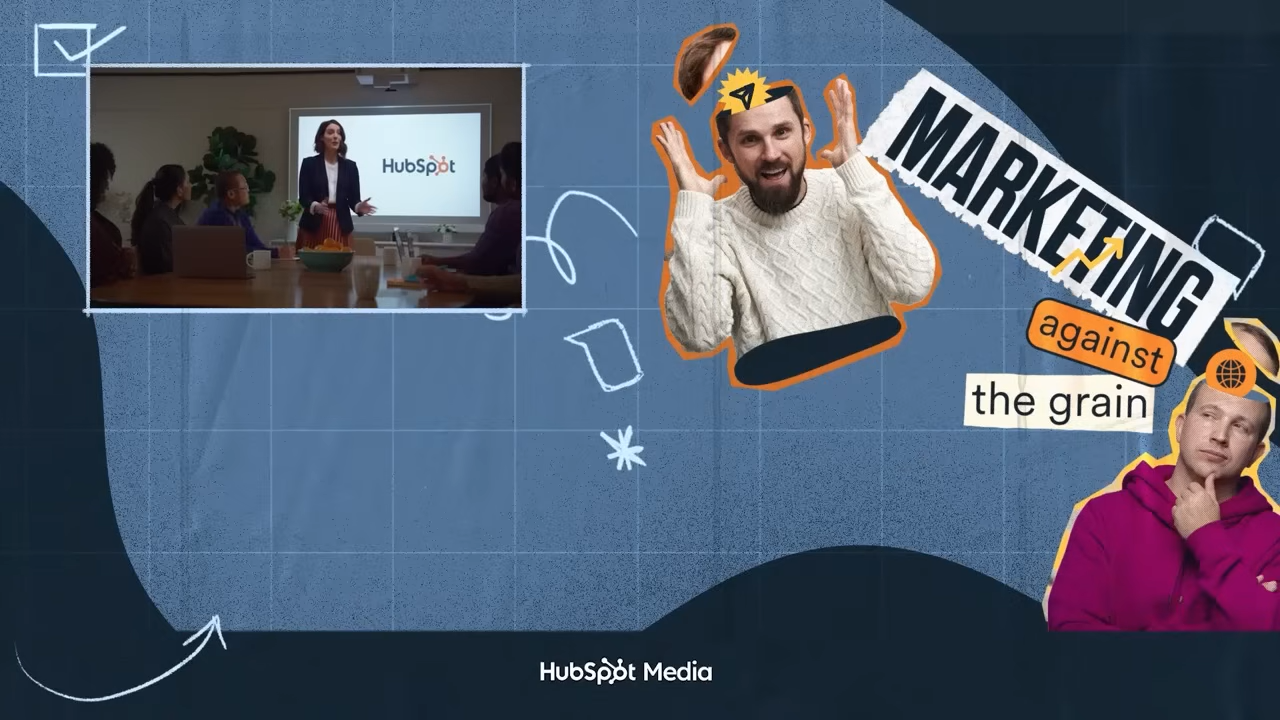 HubSpot
MARKETING
against
the grain
HubSpot Media